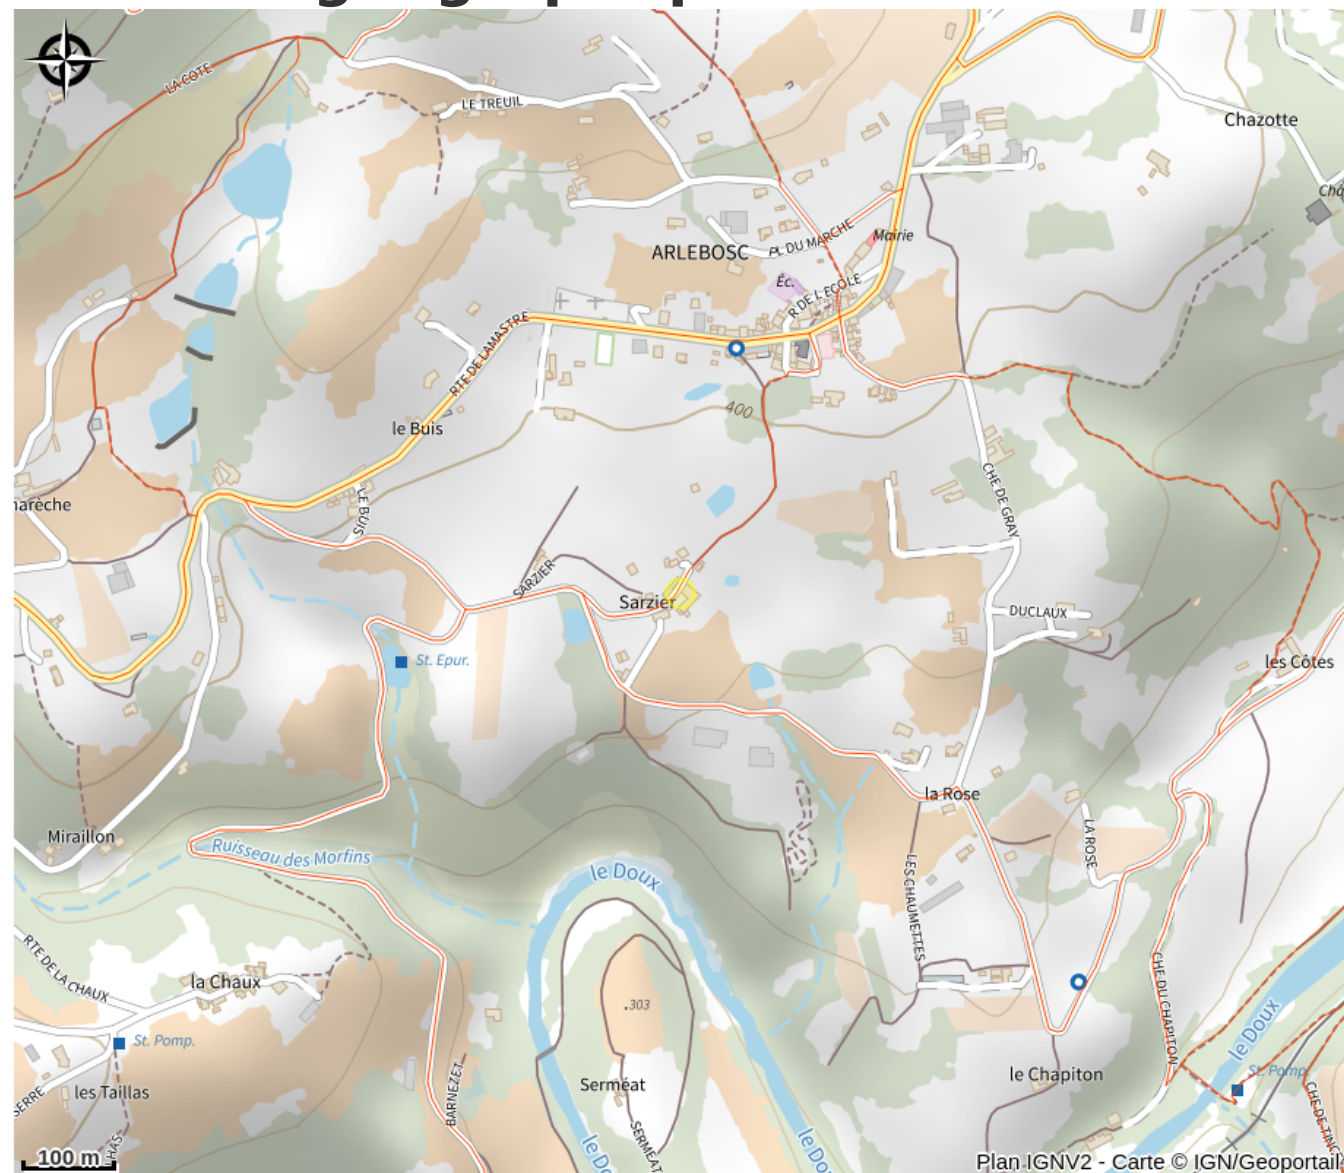 LA COTE
LE TREUIL
Chazotte
ARLEBOSC
PL DU MARCHE
Mairie
Éc.
R DE L'ECOLE
RTE DE LAMASTRE
400
le Buis
LE BUIS
CHE DE GRAY
SARZIER
Sarzier
DUCLAUX
St. Epur.
les Côtes
la Rose
Miraillon
Ruisseau des Morfins
LA ROSE
le Doux
LES CHAUMETTES
RTE DE LA CHAUX
la Chaux
303
CHE DU CHAPITON
le Doux
St. Pomp.
le Chapiton
St. Pomp.
les Taillas
Serméat
SERRE
BARNEZET
SERMEAT
100 m
Plan IGNV2 - Carte © IGN/Geoportail